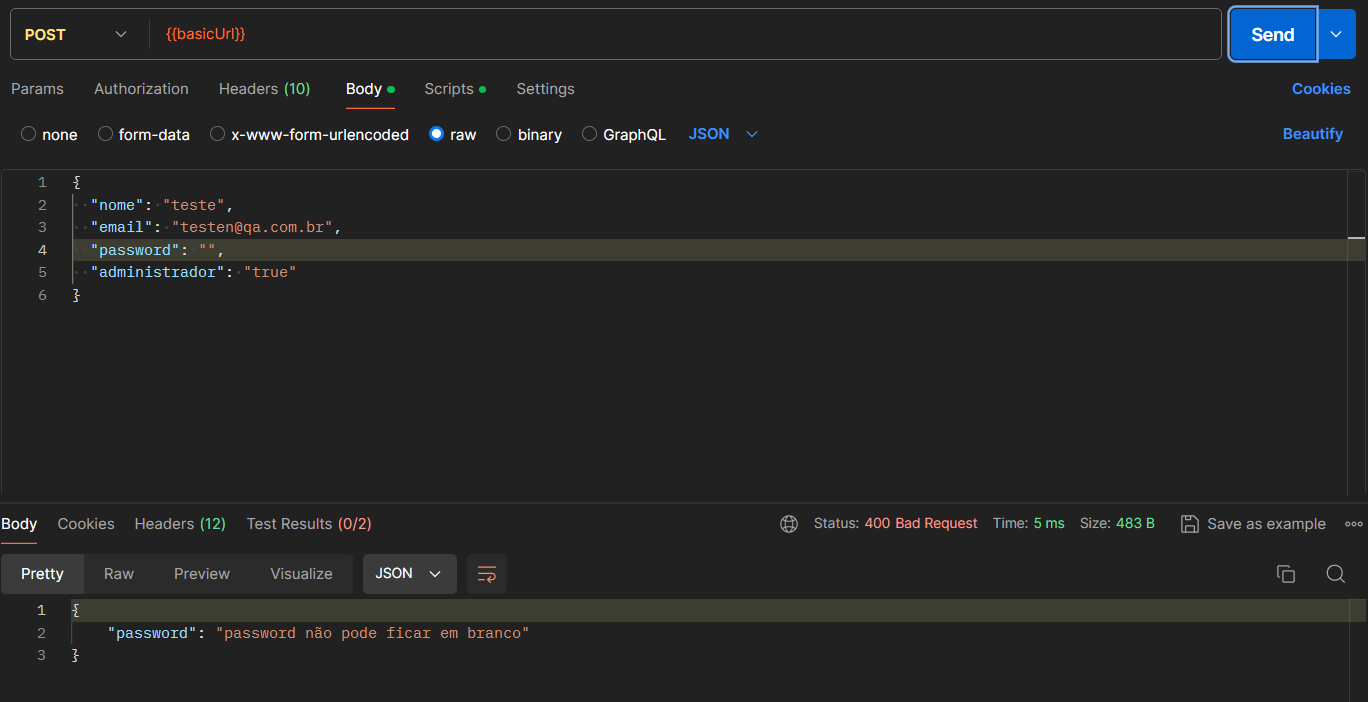 POST {{basicUrl}} Send
Params Authorization Headers (10) Body Scripts Settings Cookies
none form-data x-www-form-urlencoded raw binary GraphQL JSON Beautify
1 {
2 "nome": "teste",
3 "email": "testen@qa.com.br",
4 "password": "",
5 "administrador": "true"
6 }
Body Cookies Headers (12) Test Results (0/2) Status: 400 Bad Request Time: 5 ms Size: 483 B Save as example
Pretty Raw Preview Visualize JSON
1 {
2 "password": "password não pode ficar em branco"
3 }